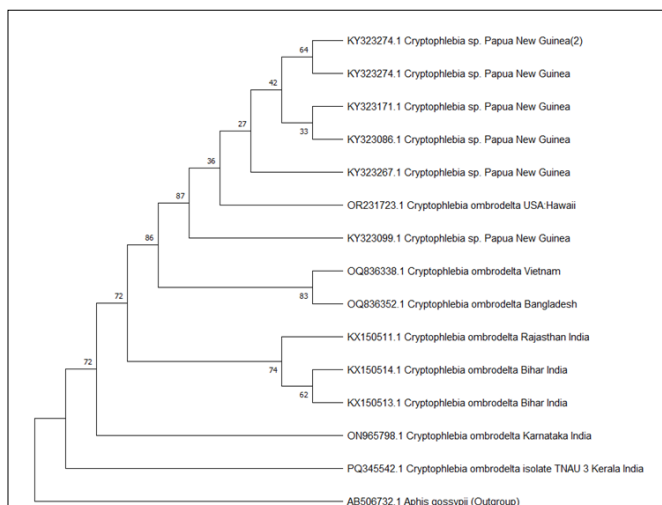 KY323274.1 Cryptophlebia sp. Papua New Guinea(2)
64
KY323274.1 Cryptophlebia sp. Papua New Guinea
42
KY323171.1 Cryptophlebia sp. Papua New Guinea
27
33
KY323086.1 Cryptophlebia sp. Papua New Guinea
36
KY323267.1 Cryptophlebia sp. Papua New Guinea
87
OR231723.1 Cryptophlebia ombrodelta USA:Hawaii
86
KY323099.1 Cryptophlebia sp. Papua New Guinea
OQ836338.1 Cryptophlebia ombrodelta Vietnam
72
83
OQ836352.1 Cryptophlebia ombrodelta Bangladesh
KX150511.1 Cryptophlebia ombrodelta Rajasthan India
72
74
KX150514.1 Cryptophlebia ombrodelta Bihar India
62
KX150513.1 Cryptophlebia ombrodelta Bihar India
ON965798.1 Cryptophlebia ombrodelta Karnataka India
PQ345542.1 Cryptophlebia ombrodelta isolate TNAU 3 Kerala India
AB506732.1 Aphis gossypii (Outgroup)